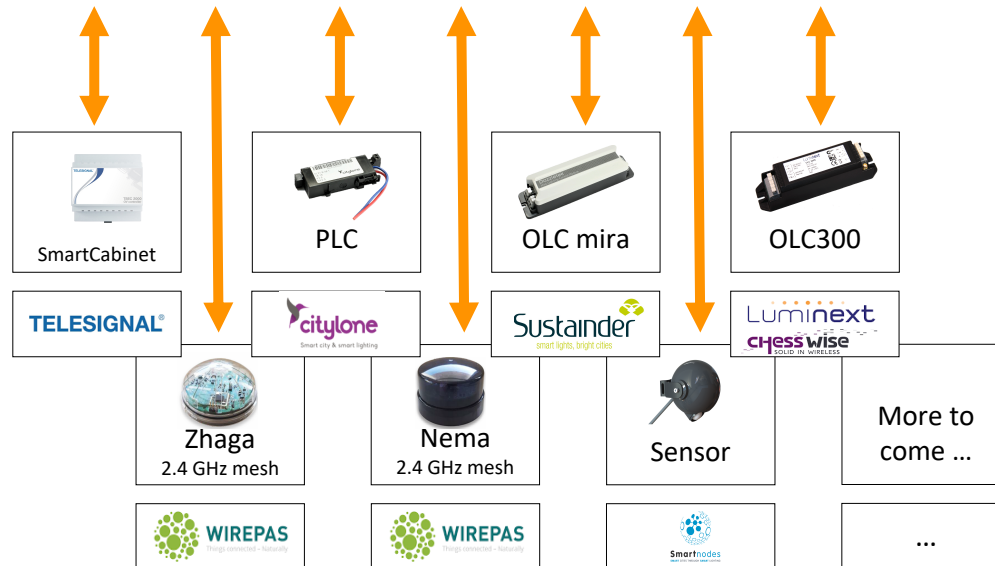 TELESIGNAL
SmartCabinet
citylone
PLC
OLC mira
OLC300
TELESIGNAL®
citylone
Smart city & smart lighting
Sustainder
smart lights, bright cities
Luminext
CHESS WISE
SOLID IN WIRELESS
Zhaga
2.4 GHz mesh
Nema
2.4 GHz mesh
Sensor
More to
come ...
WIREPAS
Things connected – Naturally
WIREPAS
Things connected – Naturally
Smartnodes
...